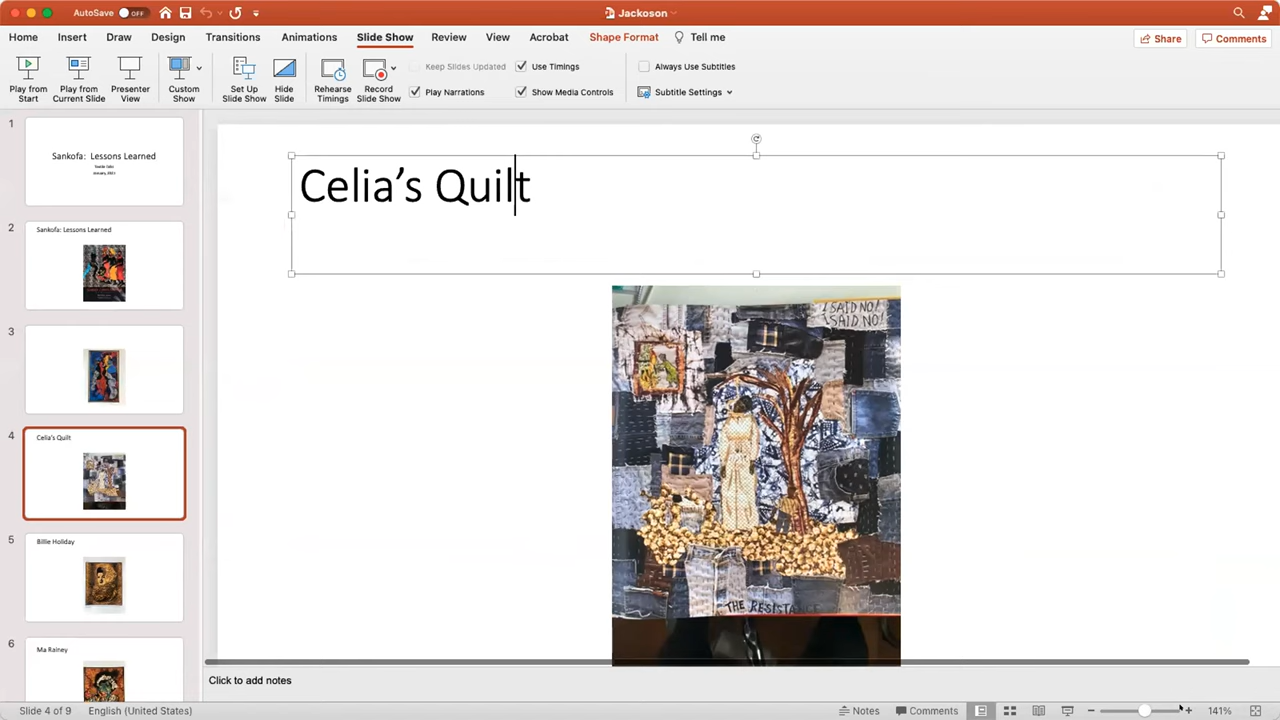 AutoSave OFF
Jackoson
Home Insert Draw Design Transitions Animations Slide Show Review View Acrobat Shape Format Tell me
Share Comments
Play from Start
Play from Current Slide
Presenter View
Custom Show
Set Up Slide Show
Hide Slide
Rehearse Timings
Record Slide Show
Keep Slides Updated
Play Narrations
Use Timings
Show Media Controls
Always Use Subtitles
Subtitle Settings
1
Sankofa: Lessons Learned
January, 2023
2
Sankofa: Lessons Learned
3
4
Celia's Quilt
5
Billie Holiday
6
Ma Rainey
Celia's Quilt
I SAID NO!
I SAID NO!
THE RESISTANCE
Click to add notes
Slide 4 of 9 English (United States)
Notes Comments 141%